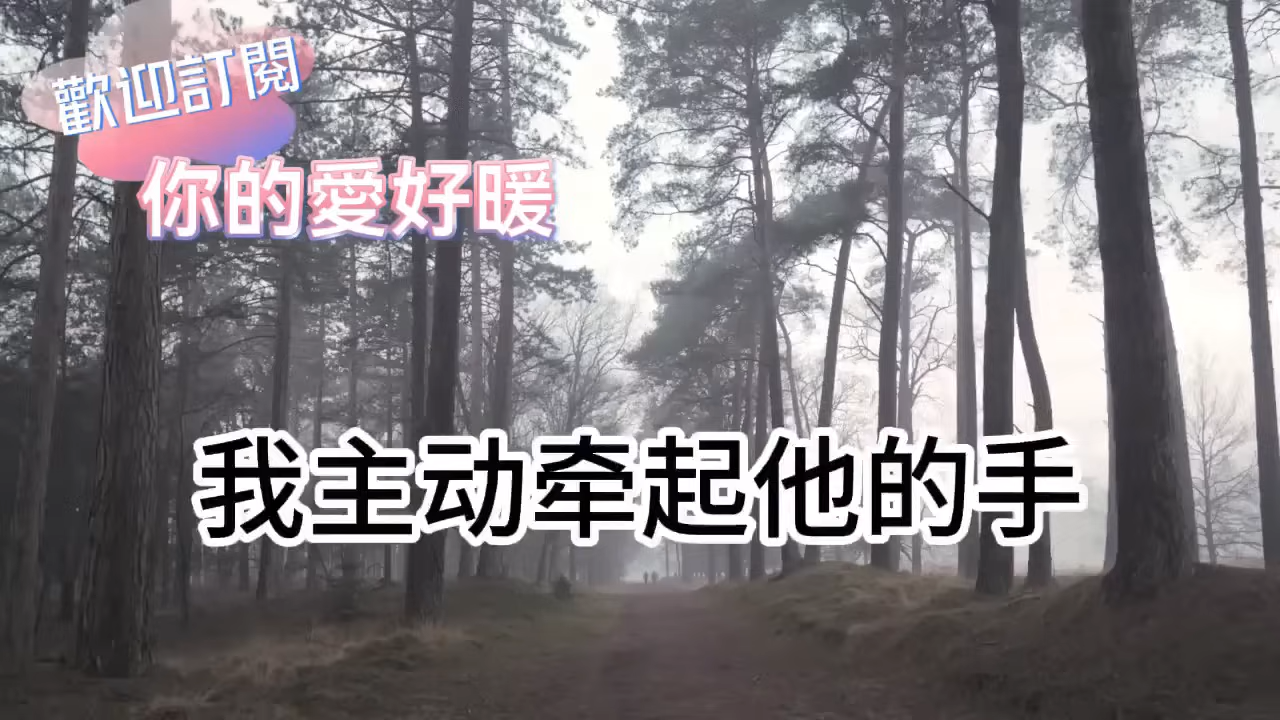 歡迎訂閱
你的愛好暖
我主动牵起他的手